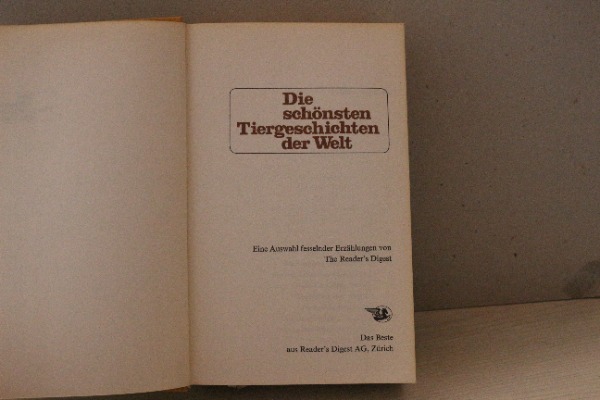 Die
schönsten
Tiergeschichten
der Welt
Eine Auswahl fesselnder Erzählungen von
The Reader's Digest
Das Beste
aus Reader's Digest AG, Zürich